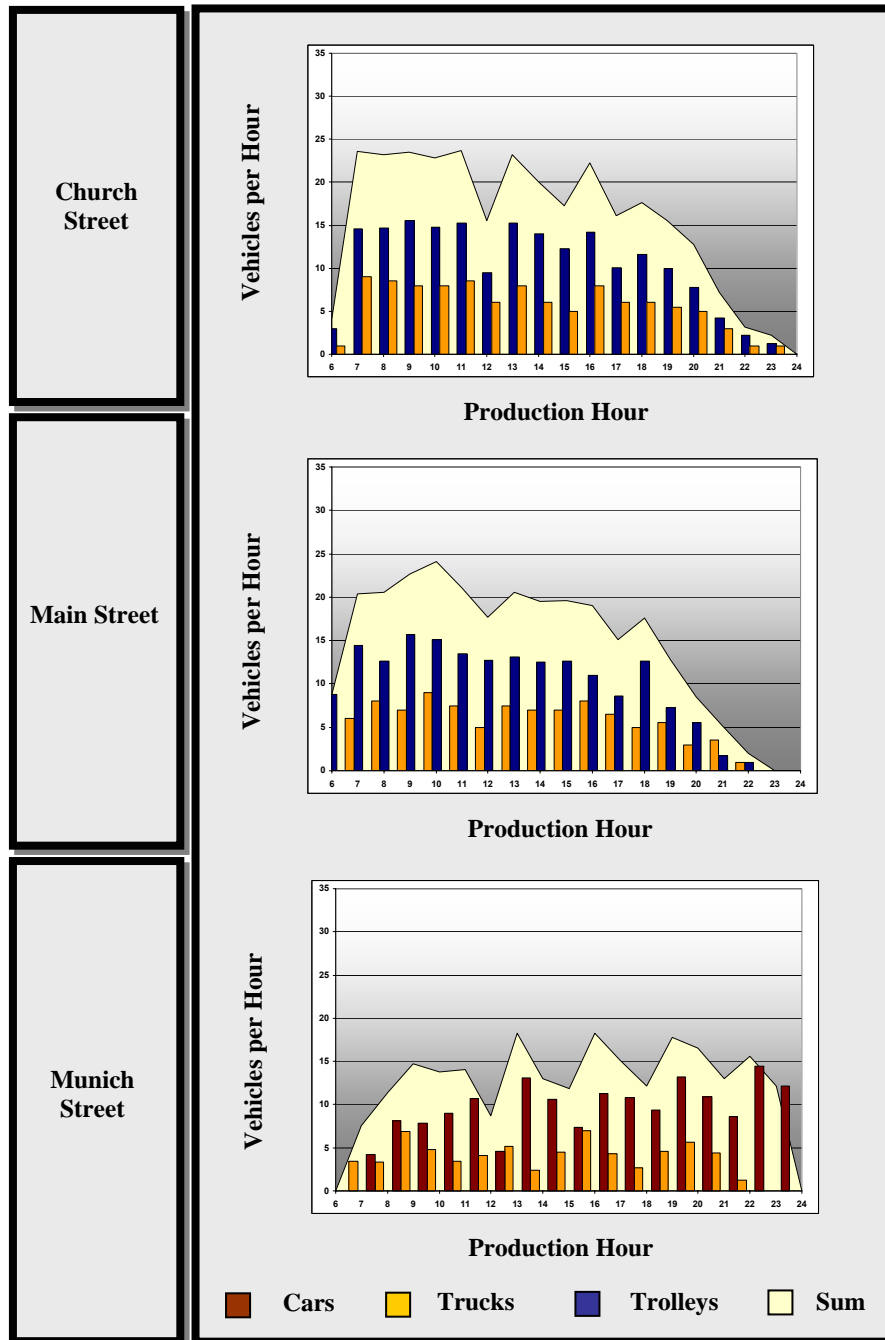 Church
Street
Vehicles per Hour
35
30
25
20
15
10
5
0
6 7 8 9 10 11 12 13 14 15 16 17 18 19 20 21 22 23 24
Production Hour
Main Street
Vehicles per Hour
35
30
25
20
15
10
5
0
6 7 8 9 10 11 12 13 14 15 16 17 18 19 20 21 22 23 24
Production Hour
Munich
Street
Vehicles per Hour
35
30
25
20
15
10
5
0
6 7 8 9 10 11 12 13 14 15 16 17 18 19 20 21 22 23 24
Production Hour
Cars Trucks Trolleys Sum